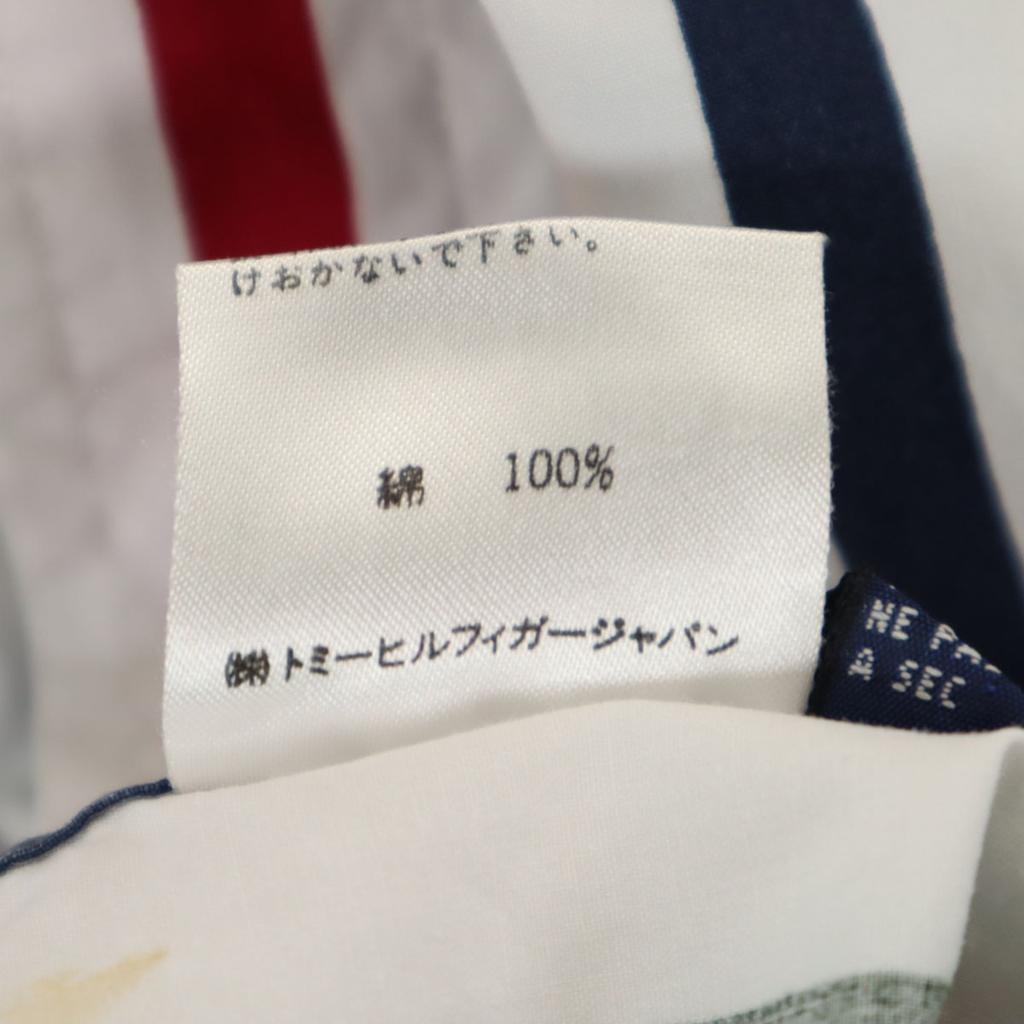 けおかないで下さい。
綿 100%
㈱トミーヒルフィガージャパン